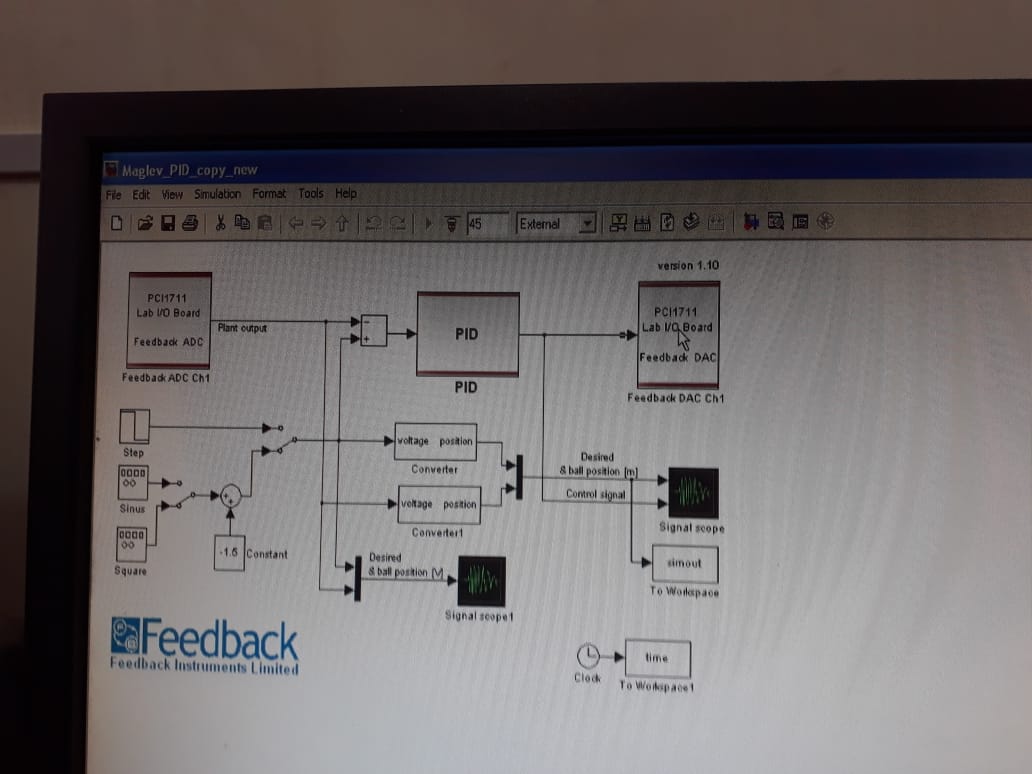 Maglev_PID_copy_new
File Edit View Simulation Format Tools Help
45 External
version 1.10
PCI1711
Lab I/O Board
Feedback ADC
Feedback ADC Ch1
Plant output
-
+
PID
PID
PCI1711
Lab I/O Board
Feedback DAC
Feedback DAC Ch1
Step
Sinus
Square
+
+
-1.5
Constant
voltage position
Converter
voltage position
Converter1
Desired
& ball position [m]
Control signal
Signal scope
Desired
& ball position [V]
Signal scope1
simout
To Workspace
Feedback
Feedback Instruments Limited
Clock
time
To Workspace1